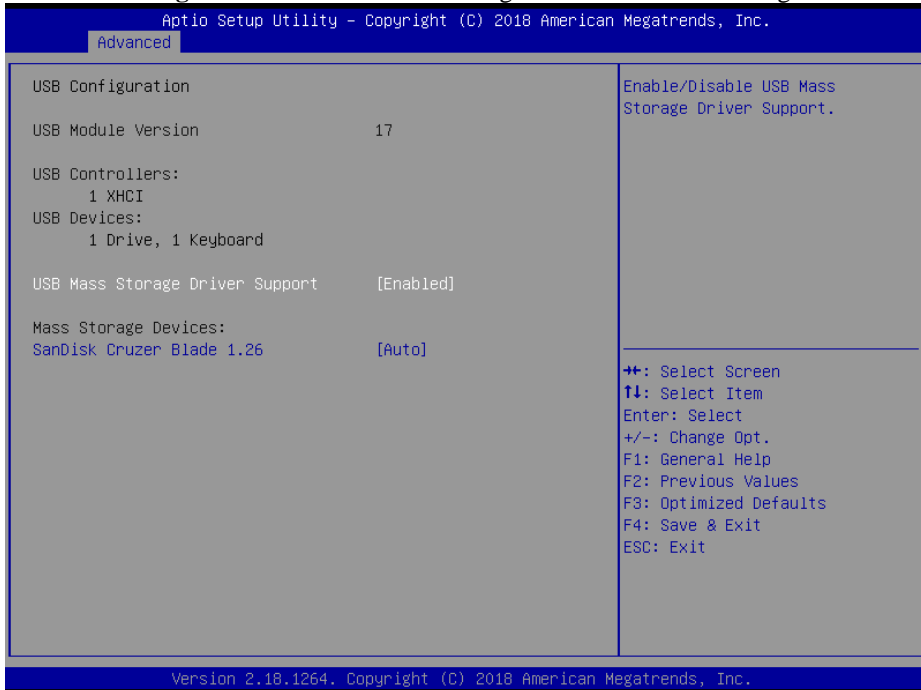 Aptio Setup Utility – Copyright (C) 2018 American Megatrends, Inc.
Advanced
USB Configuration
USB Module Version 17
USB Controllers:
1 XHCI
USB Devices:
1 Drive, 1 Keyboard
USB Mass Storage Driver Support [Enabled]
Mass Storage Devices:
SanDisk Cruzer Blade 1.26 [Auto]
Enable/Disable USB Mass
Storage Driver Support.
→←: Select Screen
↑↓: Select Item
Enter: Select
+/-: Change Opt.
F1: General Help
F2: Previous Values
F3: Optimized Defaults
F4: Save & Exit
ESC: Exit
Version 2.18.1264. Copyright (C) 2018 American Megatrends, Inc.